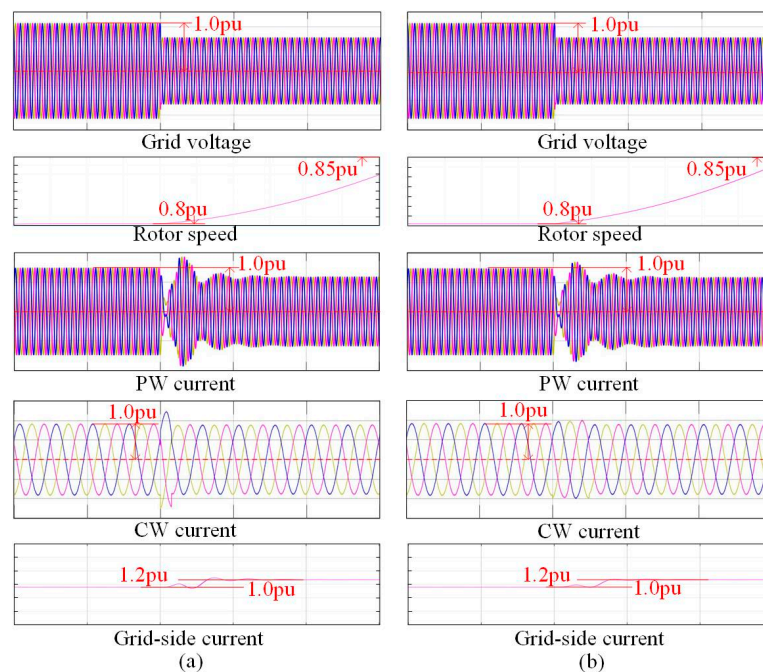 1.0pu
Grid voltage
0.85pu
0.8pu
Rotor speed
1.0pu
PW current
1.0pu
CW current
1.2pu
1.0pu
Grid-side current
(a)
1.0pu
Grid voltage
0.85pu
0.8pu
Rotor speed
1.0pu
PW current
1.0pu
CW current
1.2pu
1.0pu
Grid-side current
(b)